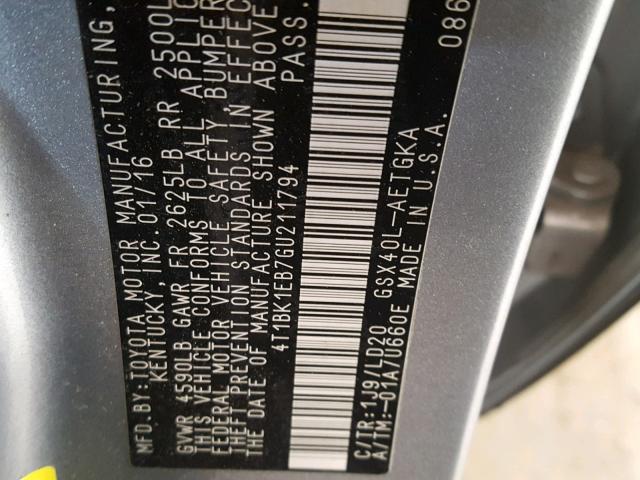 MFD.BY:TOYOTA MOTOR MANUFACTURING,
KENTUCKY, INC.01/16
GVWR 4590LB GAWR FR 2625LB RR 2500L
THIS VEHICLE CONFORMS TO ALL APPLIC
FEDERAL MOTOR VEHICLE SAFETY, BUMPER
THEFT PREVENTION STANDARDS IN EFFEC
THE DATE OF MANUFACTURE SHOWN ABOVE
4T1BK1EB7GU211794 PASS.
086
C/TR:1J9/LD20 GSX40L-AETGKA
A/TM:-01A/U660E MADE IN U.S.A.